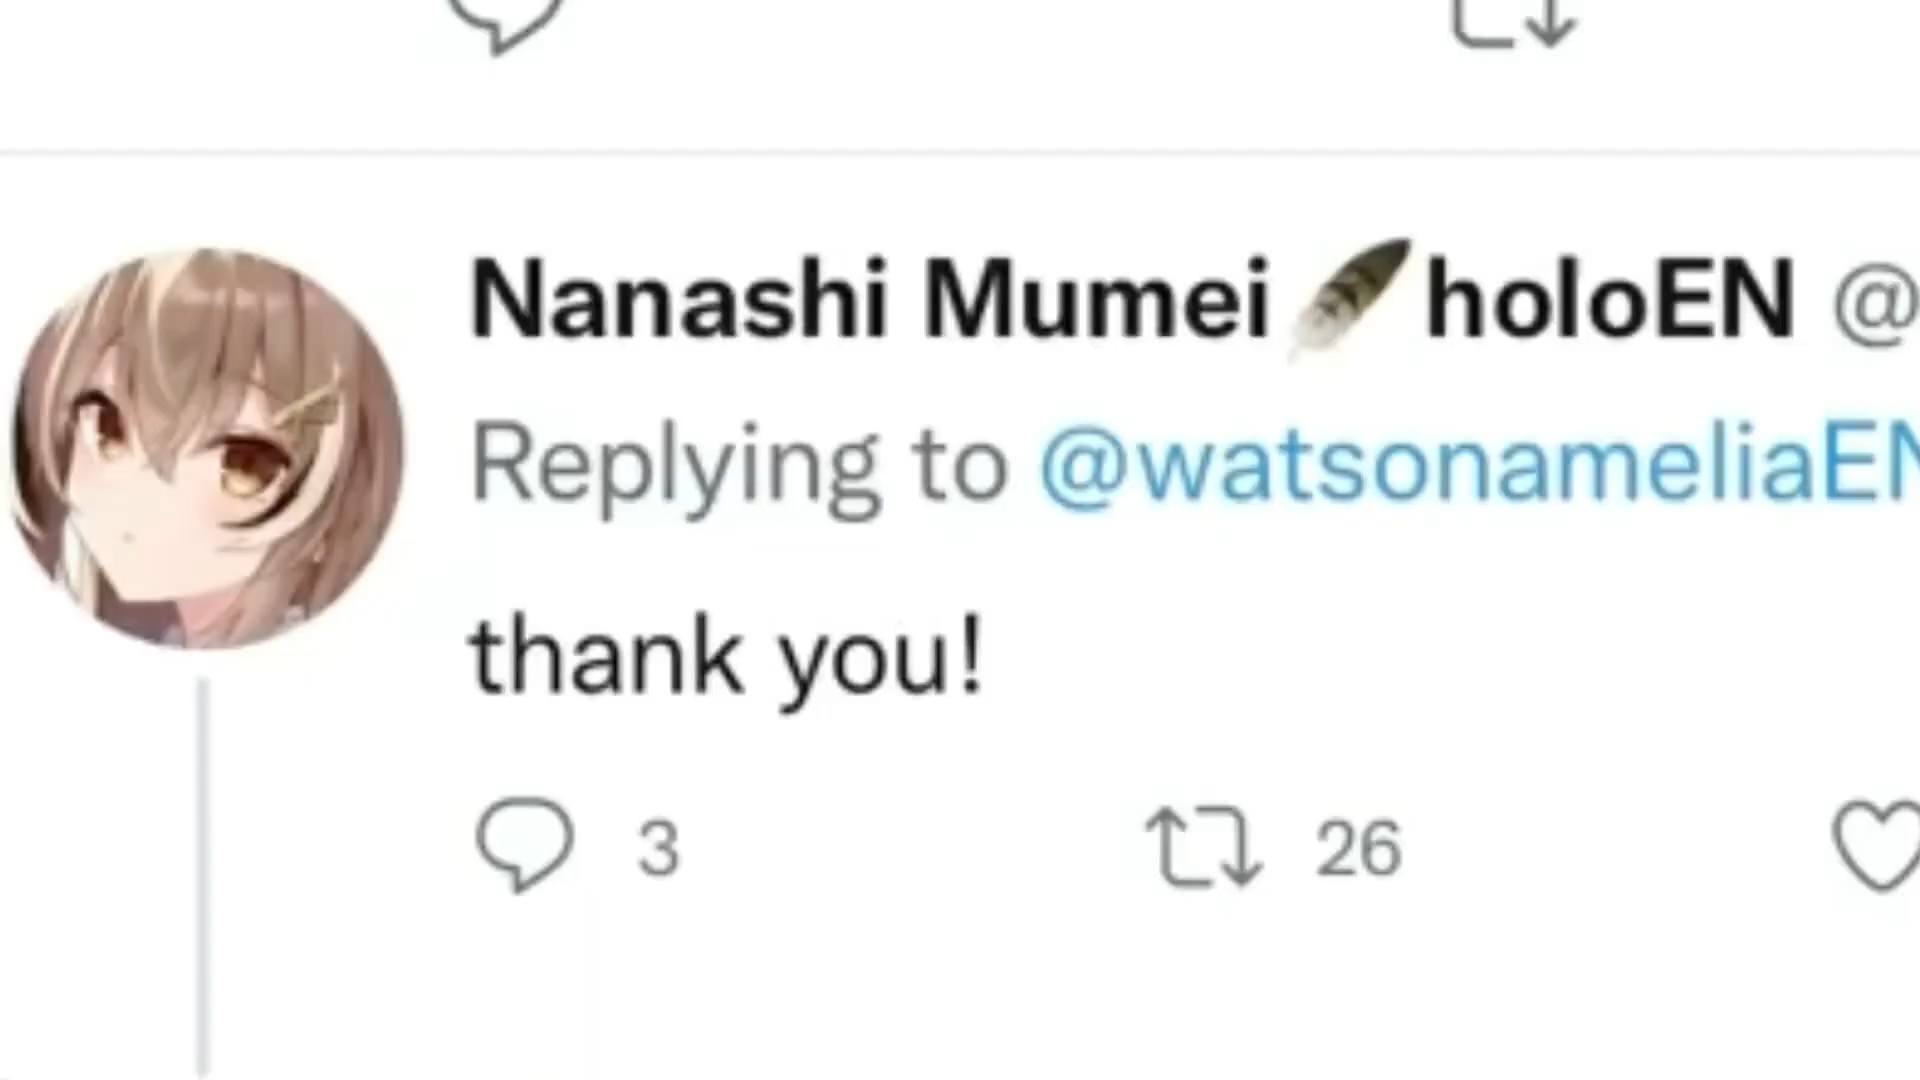 Nanashi Mumei🪶holoEN @
Replying to @watsonameliaEN
thank you!
3 26